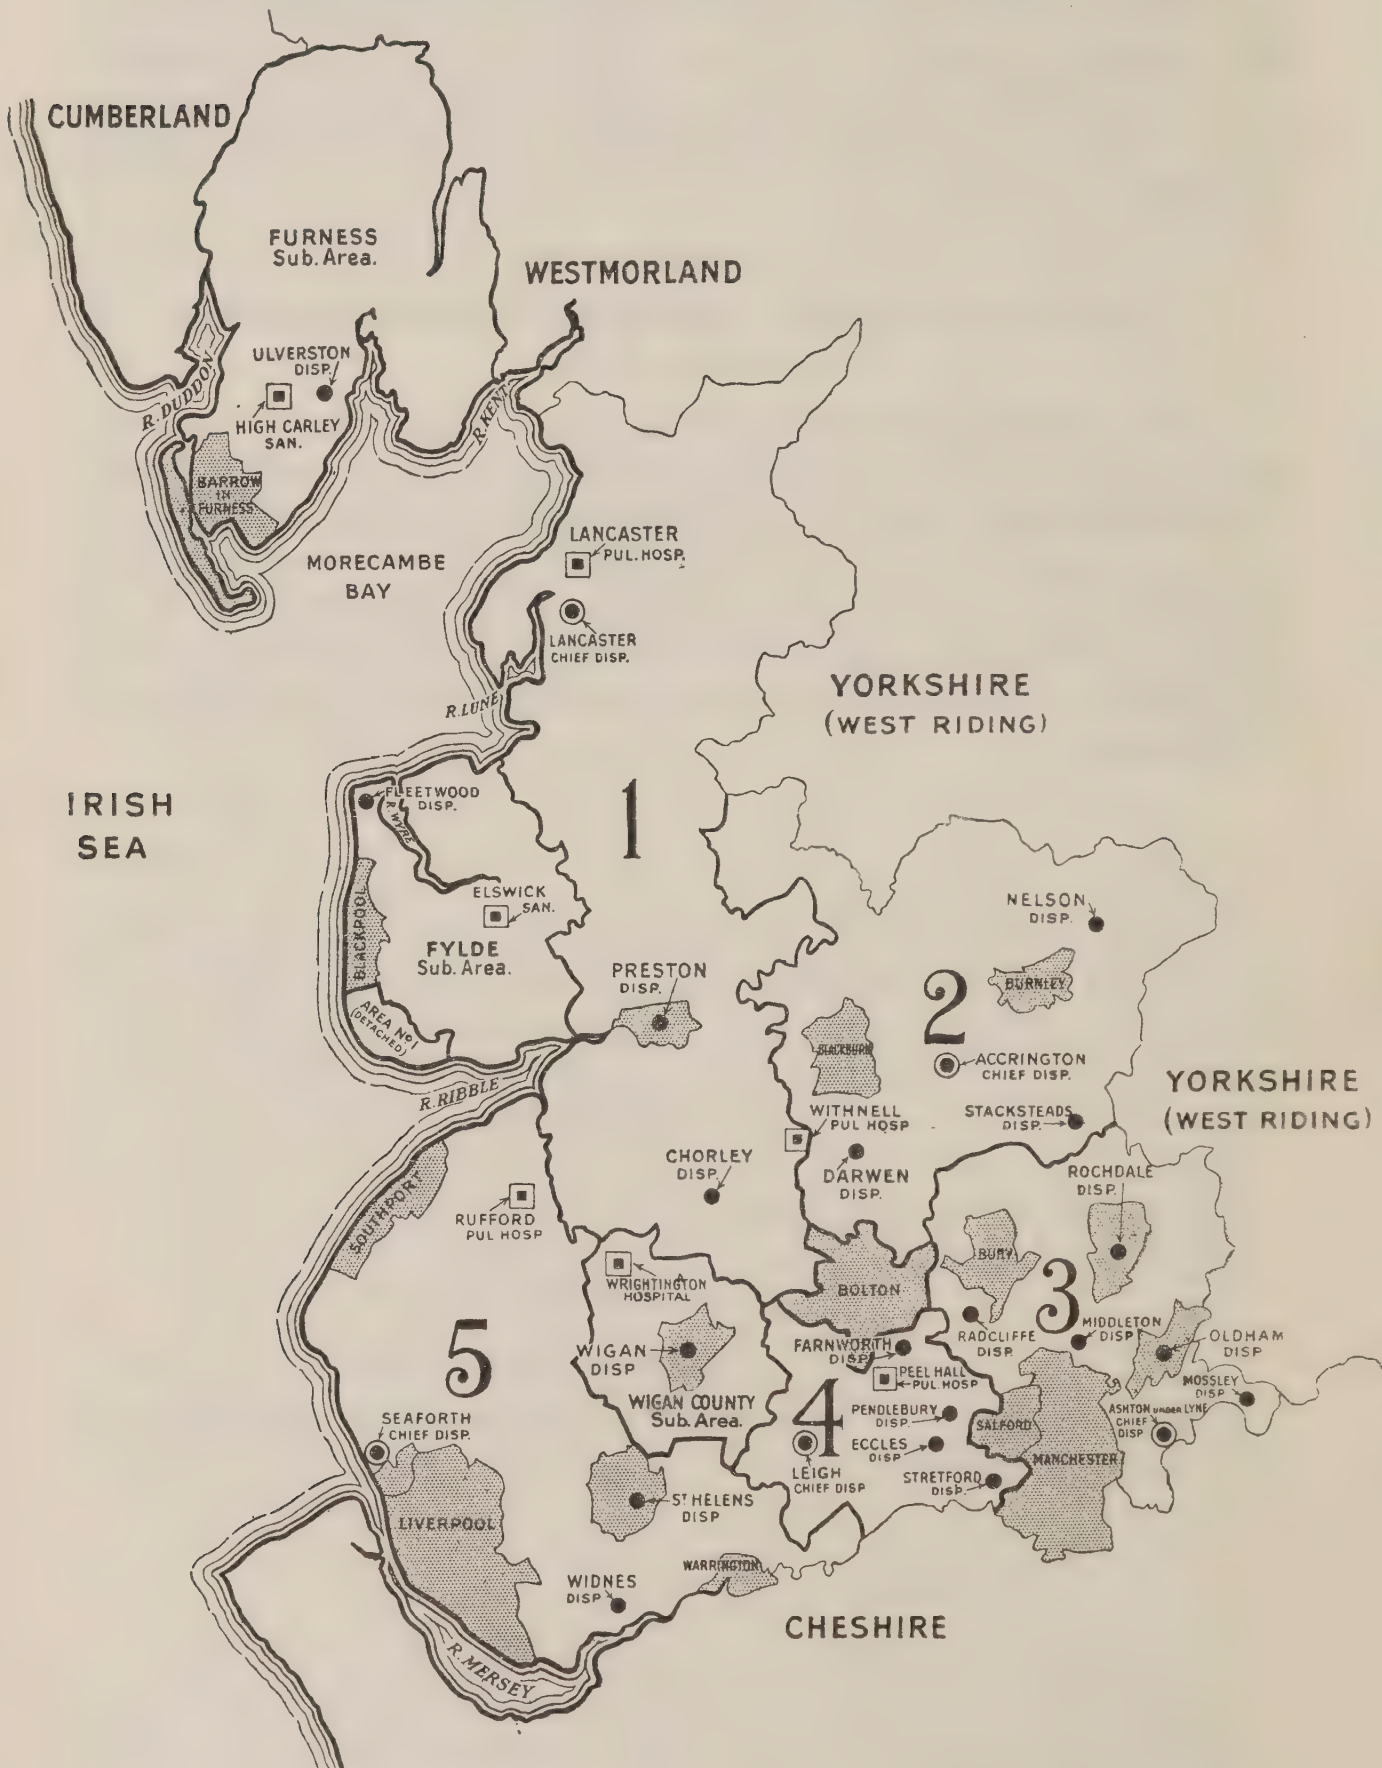 CUMBERLAND
FURNESS
Sub. Area.
WESTMORLAND
ULVERSTON
DISP.
R. DUDDON
HIGH CARLEY
SAN.
R. KENT
BARROW
IN
FURNESS
LANCASTER
PUL. HOSP.
MORECAMBE
BAY
LANCASTER
CHIEF DISP.
YORKSHIRE
(WEST RIDING)
R. LUNE
IRISH
SEA
FLEETWOOD
DISP.
R. WYRE
1
ELSWICK
SAN.
BLACKPOOL
FYLDE
Sub. Area.
NELSON
DISP.
PRESTON
DISP.
2
BURNLEY
AREA No 1
(DETACHED)
BLACKBURN
ACCRINGTON
CHIEF DISP.
R. RIBBLE
YORKSHIRE
(WEST RIDING)
WITHNELL
PUL HOSP
STACKSTEADS
DISP.
CHORLEY
DISP.
DARWEN
DISP.
ROCHDALE
DISP.
SOUTHPORT
RUFFORD
PUL HOSP
BURY
WRIGHTINGTON
HOSPITAL
BOLTON
3
5
WIGAN
DISP
FARNWORTH
DISP.
RADCLIFFE
DISP.
MIDDLETON
DISP
OLDHAM
DISP
PEEL HALL
PUL. HOSP
MOSSLEY
DISP
WIGAN COUNTY
Sub. Area.
4
PENDLEBURY
DISP.
SALFORD
ASHTON UNDER LYNE
CHIEF
DISP
SEAFORTH
CHIEF DISP.
ECCLES
DISP
MANCHESTER
LEIGH
CHIEF DISP
STRETFORD
DISP.
ST HELENS
DISP
LIVERPOOL
WARRINGTON
WIDNES
DISP
CHESHIRE
R. MERSEY